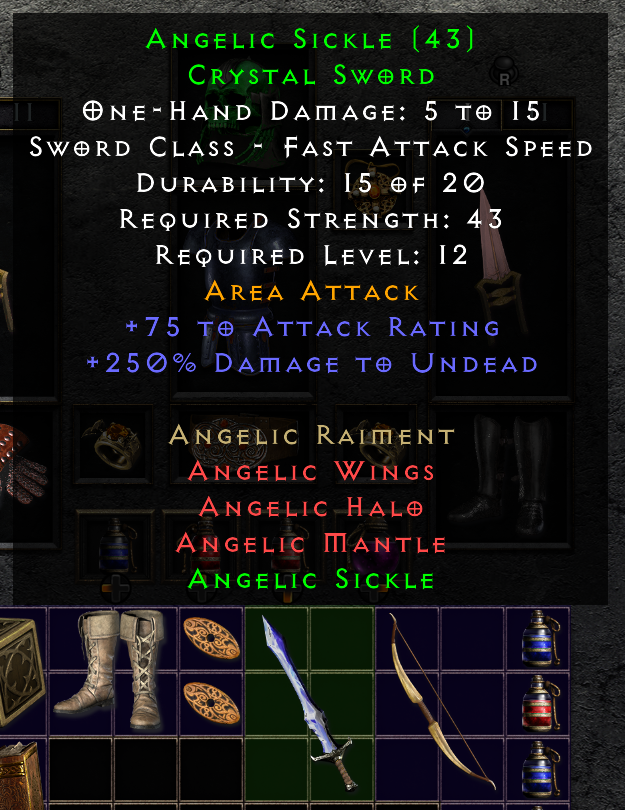 Angelic Sickle (43)
Crystal Sword
One-Hand Damage: 5 to 15
Sword Class - Fast Attack Speed
Durability: 15 of 20
Required Strength: 43
Required Level: 12
Area Attack
+75 to Attack Rating
+250% Damage to Undead
Angelic Raiment
Angelic Wings
Angelic Halo
Angelic Mantle
Angelic Sickle
R
II